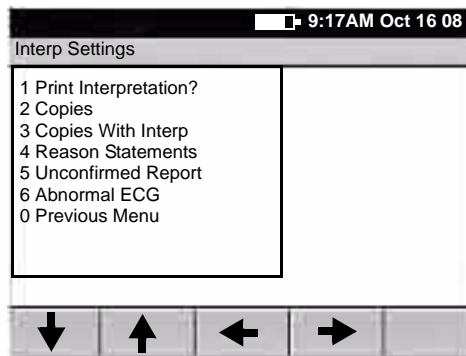 9:17AM Oct 16 08
Interp Settings
1 Print Interpretation?
2 Copies
3 Copies With Interp
4 Reason Statements
5 Unconfirmed Report
6 Abnormal ECG
0 Previous Menu